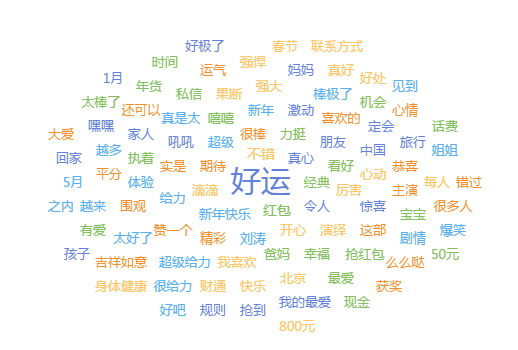 好极了 春节 联系方式
时间 强悍
1月 运气 妈妈 真好 好处
年货 私信 果断 强大 棒极了 见到
太棒了 还可以 新年 激动 机会 心情
真是太 嘻嘻 喜欢的
大爱 嘿嘿 家人 吼吼 超级 很棒 力挺 朋友 定会 旅行 话费
回家 越多 执着 实是 期待 不错 真心 看好 中国 恭喜 姐姐
平分 好运 心动
5月 体验 给力 滴滴 经典 厉害 主演 每人 错过
之内 越来 围观 新年快乐 红包 令人 惊喜 宝宝 很多人
有爱 太好了 赞一个 精彩 刘涛 开心 演绎 这部 剧情 爆笑
孩子 吉祥如意 超级给力 我喜欢 爸妈 幸福 抢红包 么么哒 50元
身体健康 很给力 财通 快乐 北京 最爱 获奖
好吧 规则 抢到 我的最爱 现金
800元